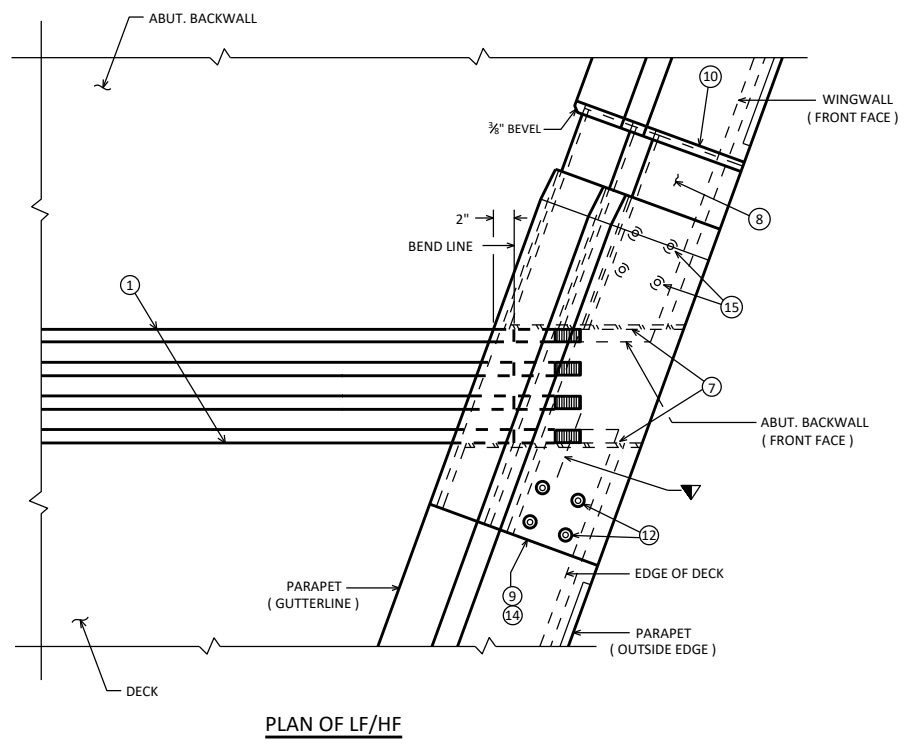 ABUT. BACKWALL
10
WINGWALL
( FRONT FACE )
⅜" BEVEL
8
2"
BEND LINE
1
15
7
ABUT. BACKWALL
( FRONT FACE )
12
EDGE OF DECK
PARAPET
( GUTTERLINE )
9
14
PARAPET
( OUTSIDE EDGE )
DECK
PLAN OF LF/HF